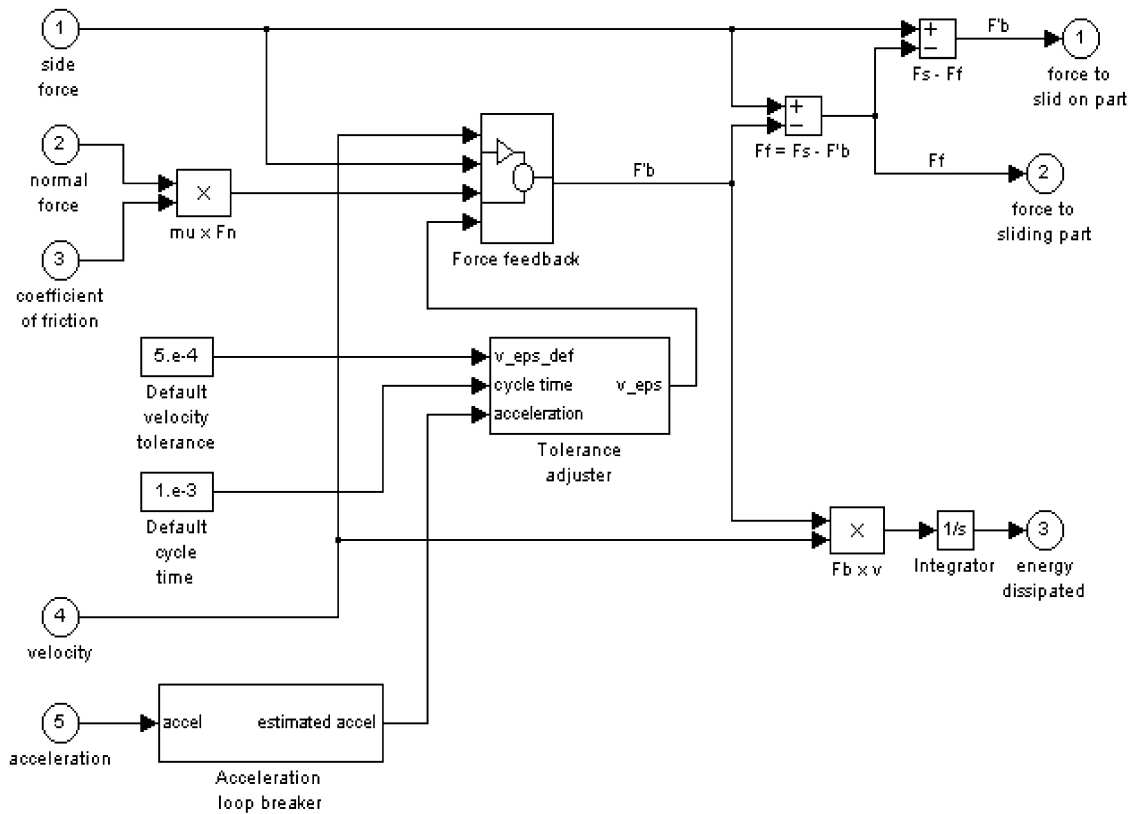 1
side
force
+
−
Fs - Ff
F'b
1
force to
slid on part
2
normal
force
×
mu x Fn
3
coefficient
of friction
Force feedback
F'b
+
−
Ff = Fs - F'b
Ff
2
force to
sliding part
5.e-4
Default
velocity
tolerance
1.e-3
Default
cycle
time
v_eps_def
cycle time
acceleration
v_eps
Tolerance
adjuster
×
Fb x v
1/s
Integrator
3
energy
dissipated
4
velocity
5
acceleration
accel
estimated accel
Acceleration
loop breaker